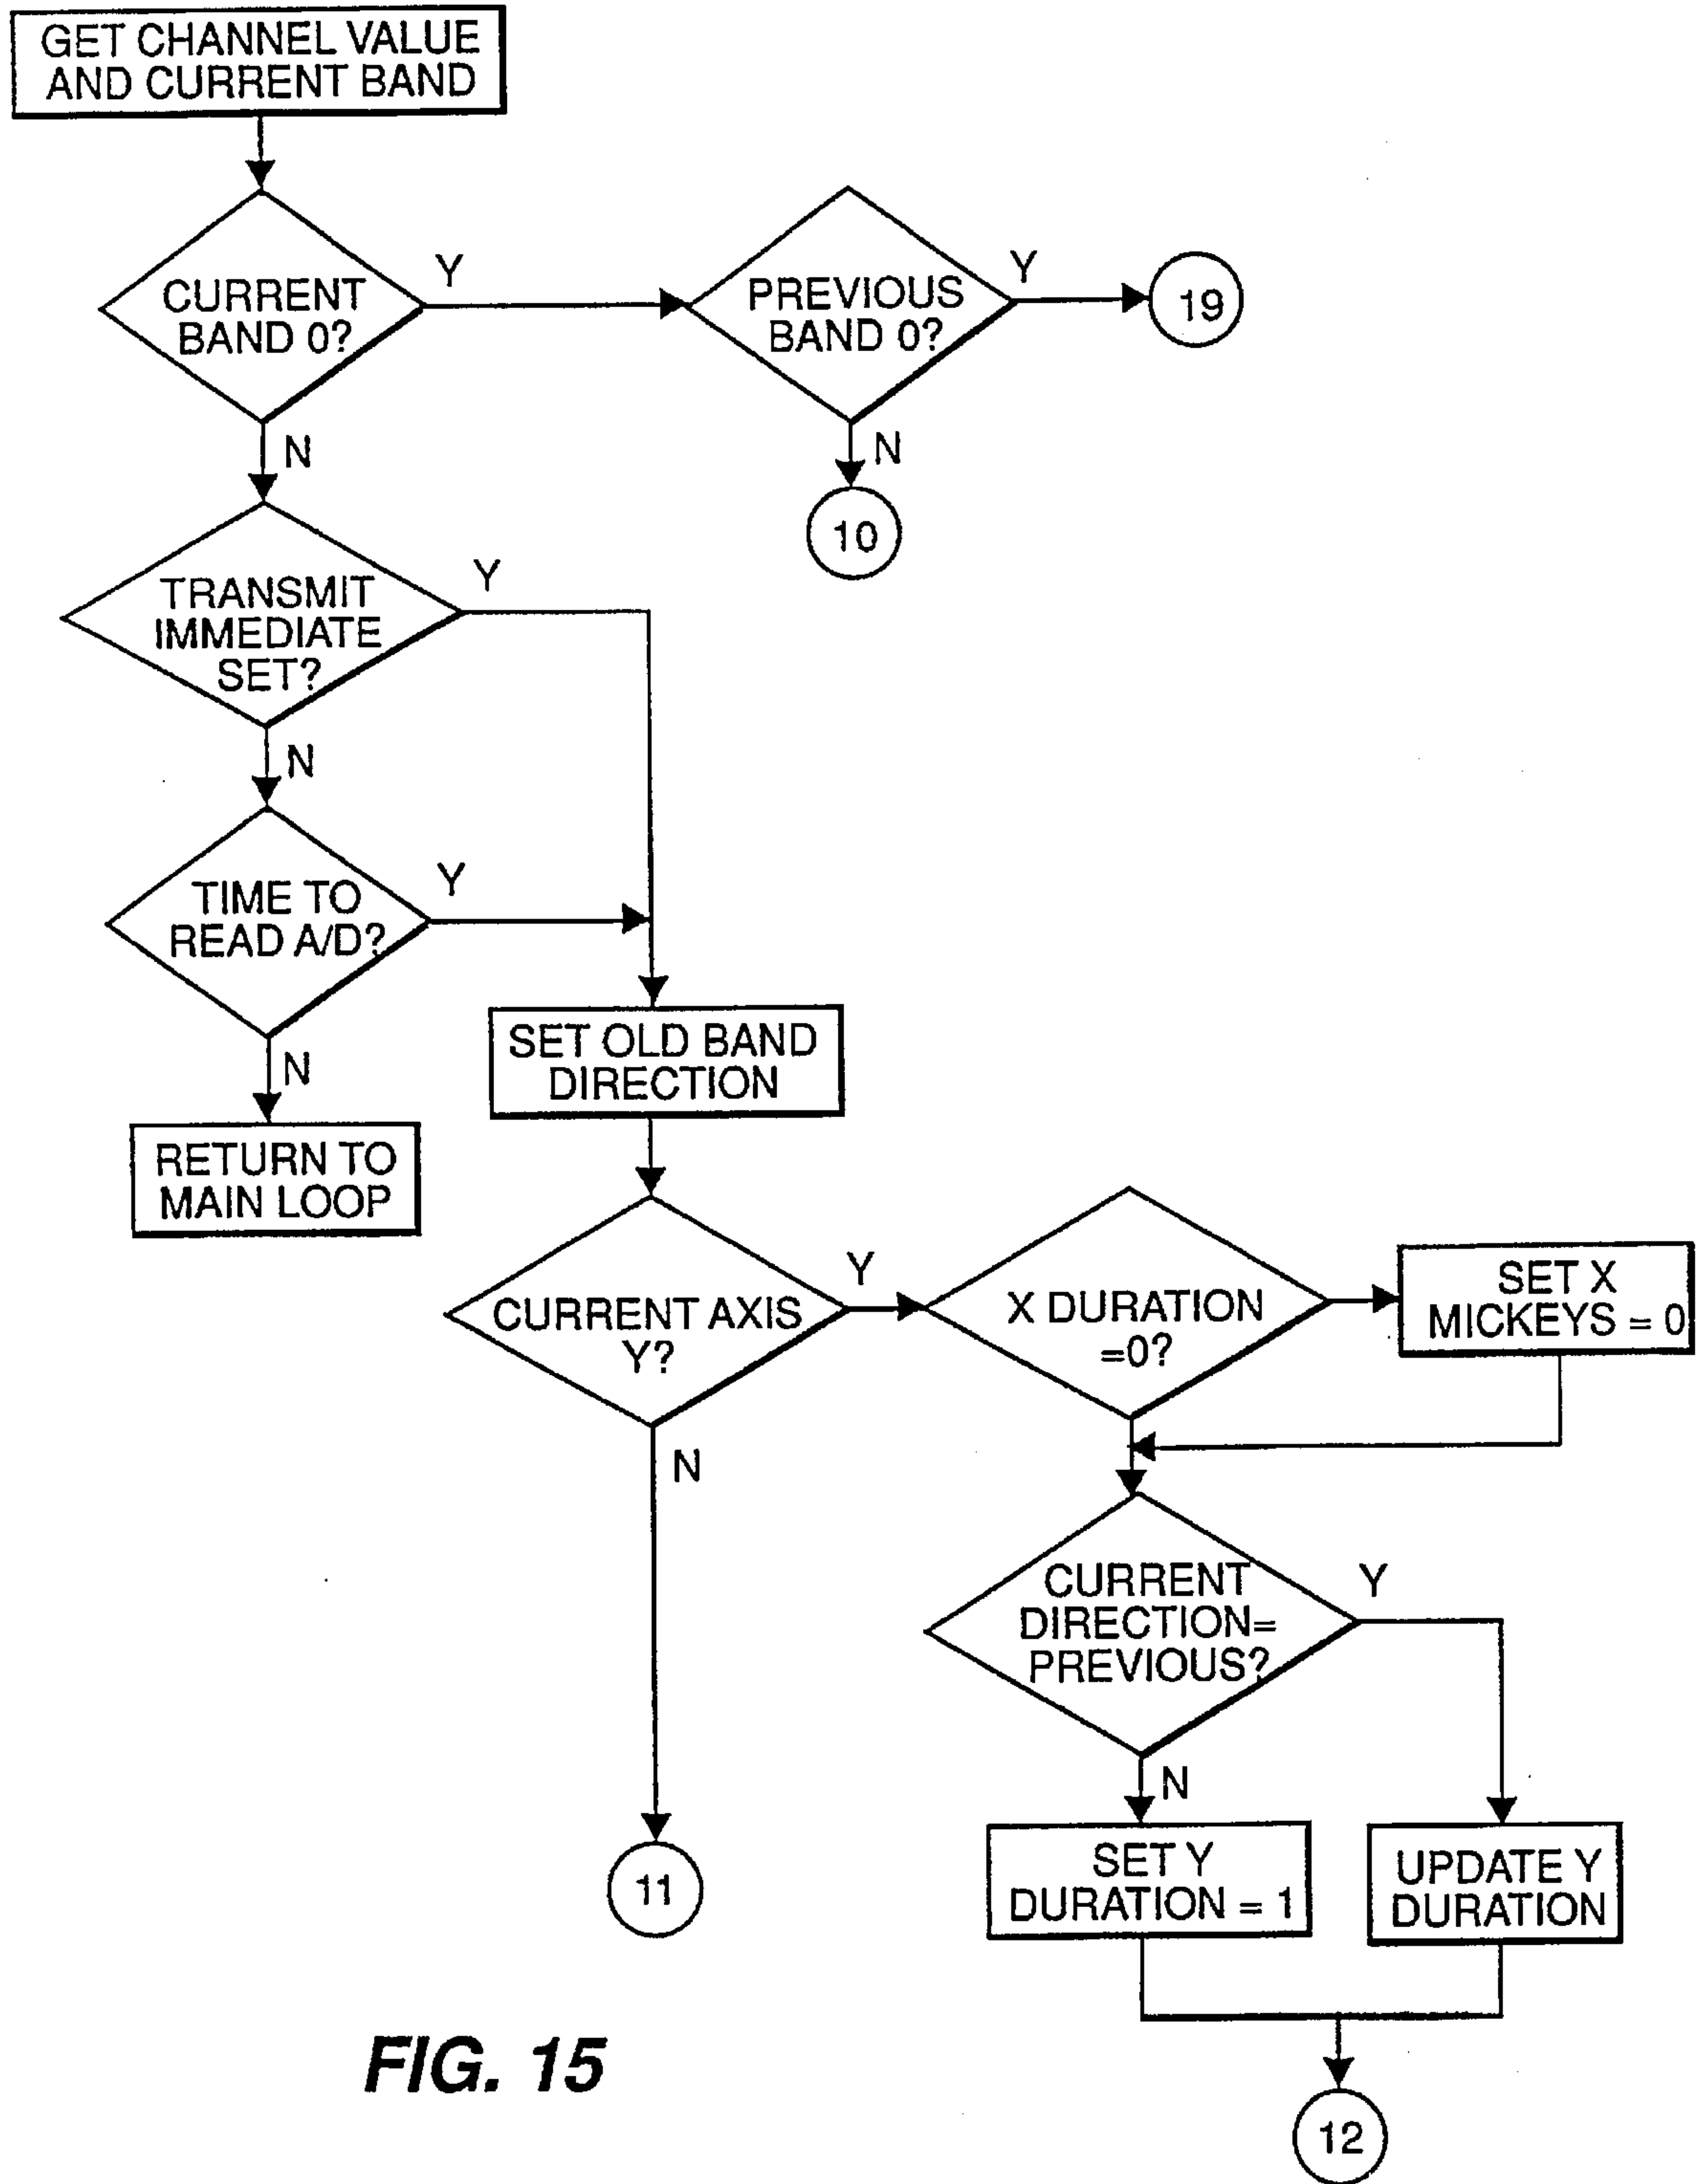 GET CHANNEL VALUE
AND CURRENT BAND
CURRENT
BAND 0?
Y
PREVIOUS
BAND 0?
Y
19
N
N
10
TRANSMIT
IMMEDIATE
SET?
Y
N
TIME TO
READ A/D?
Y
N
SET OLD BAND
DIRECTION
RETURN TO
MAIN LOOP
CURRENT AXIS
Y?
Y
X DURATION
=0?
SET X
MICKEYS = 0
N
CURRENT
DIRECTION=
PREVIOUS?
Y
N
SET Y
DURATION = 1
UPDATE Y
DURATION
11
12
FIG. 15